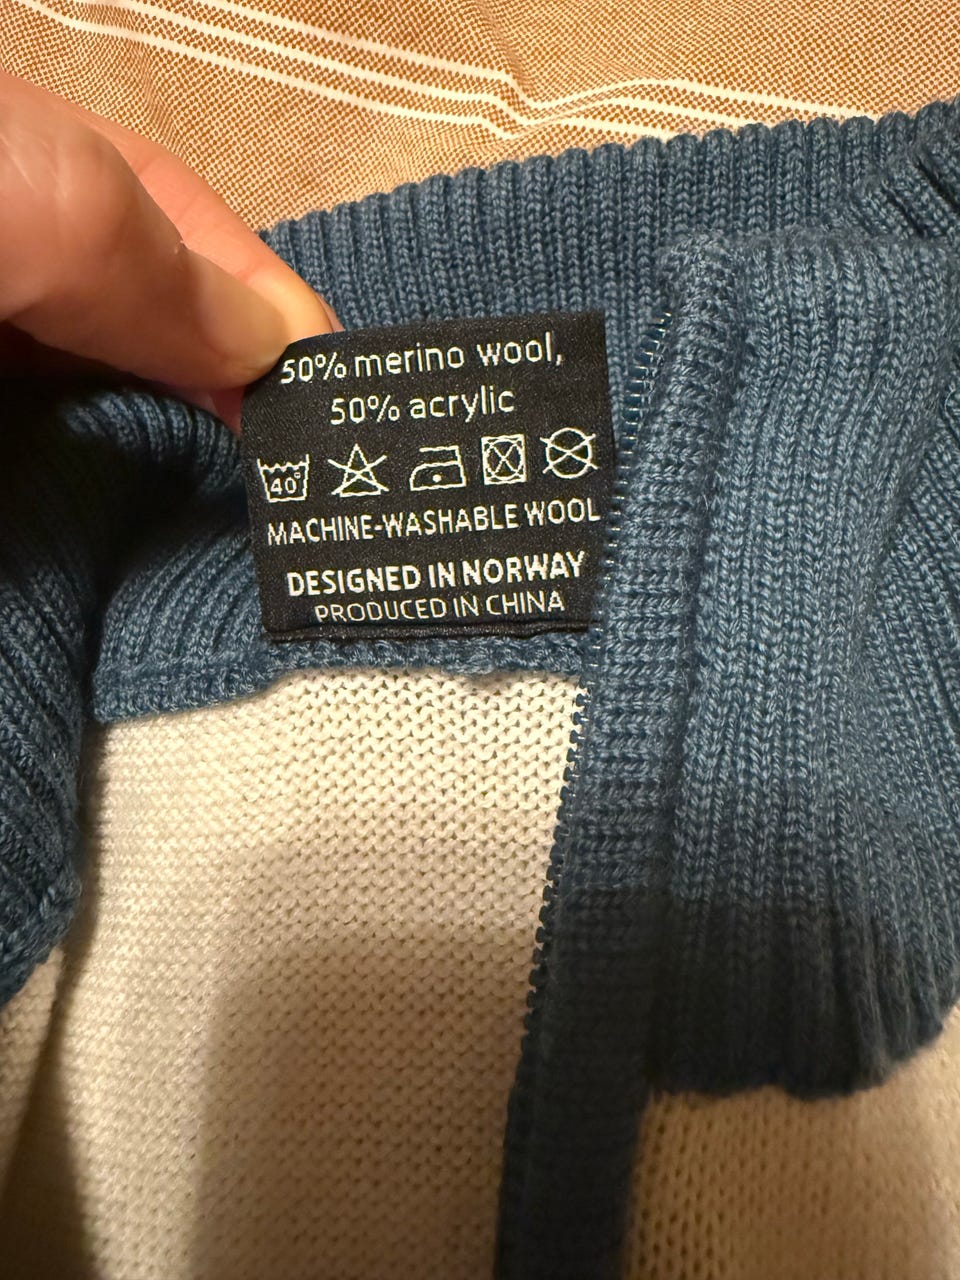 50% merino wool,
50% acrylic
40°
MACHINE-WASHABLE WOOL
DESIGNED IN NORWAY
PRODUCED IN CHINA